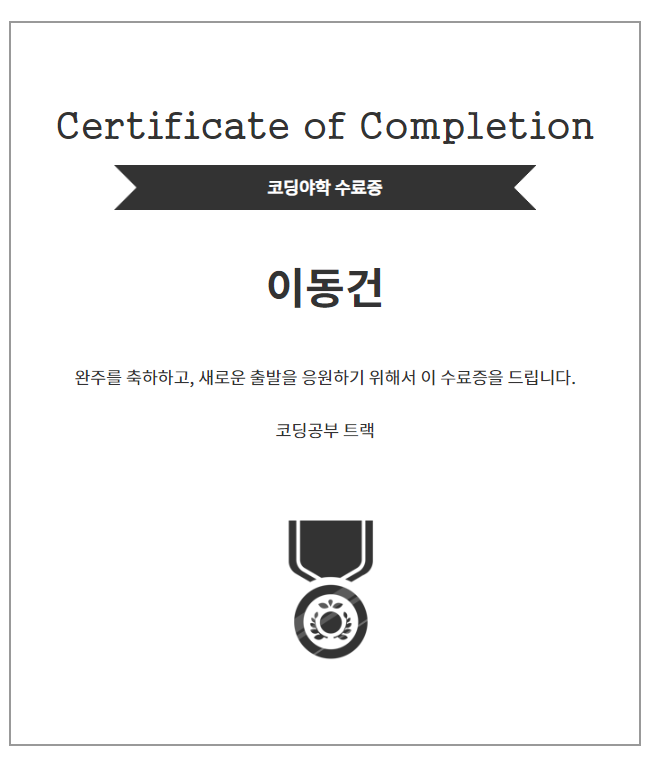 Certificate of Completion
코딩야학 수료중
이동건
완주를 축하하고, 새로운 출발을 응원하기 위해서 이 수료증을 드립니다.
코딩공부 트랙